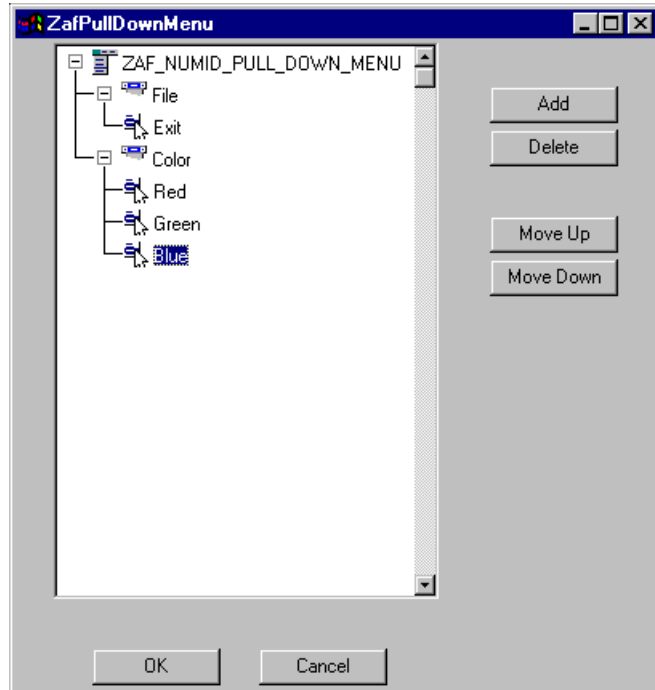 ZafPullDownMenu
ZAF_NUMID_PULL_DOWN_MENU
File
Exit
Color
Red
Green
Blue
Add
Delete
Move Up
Move Down
OK
Cancel